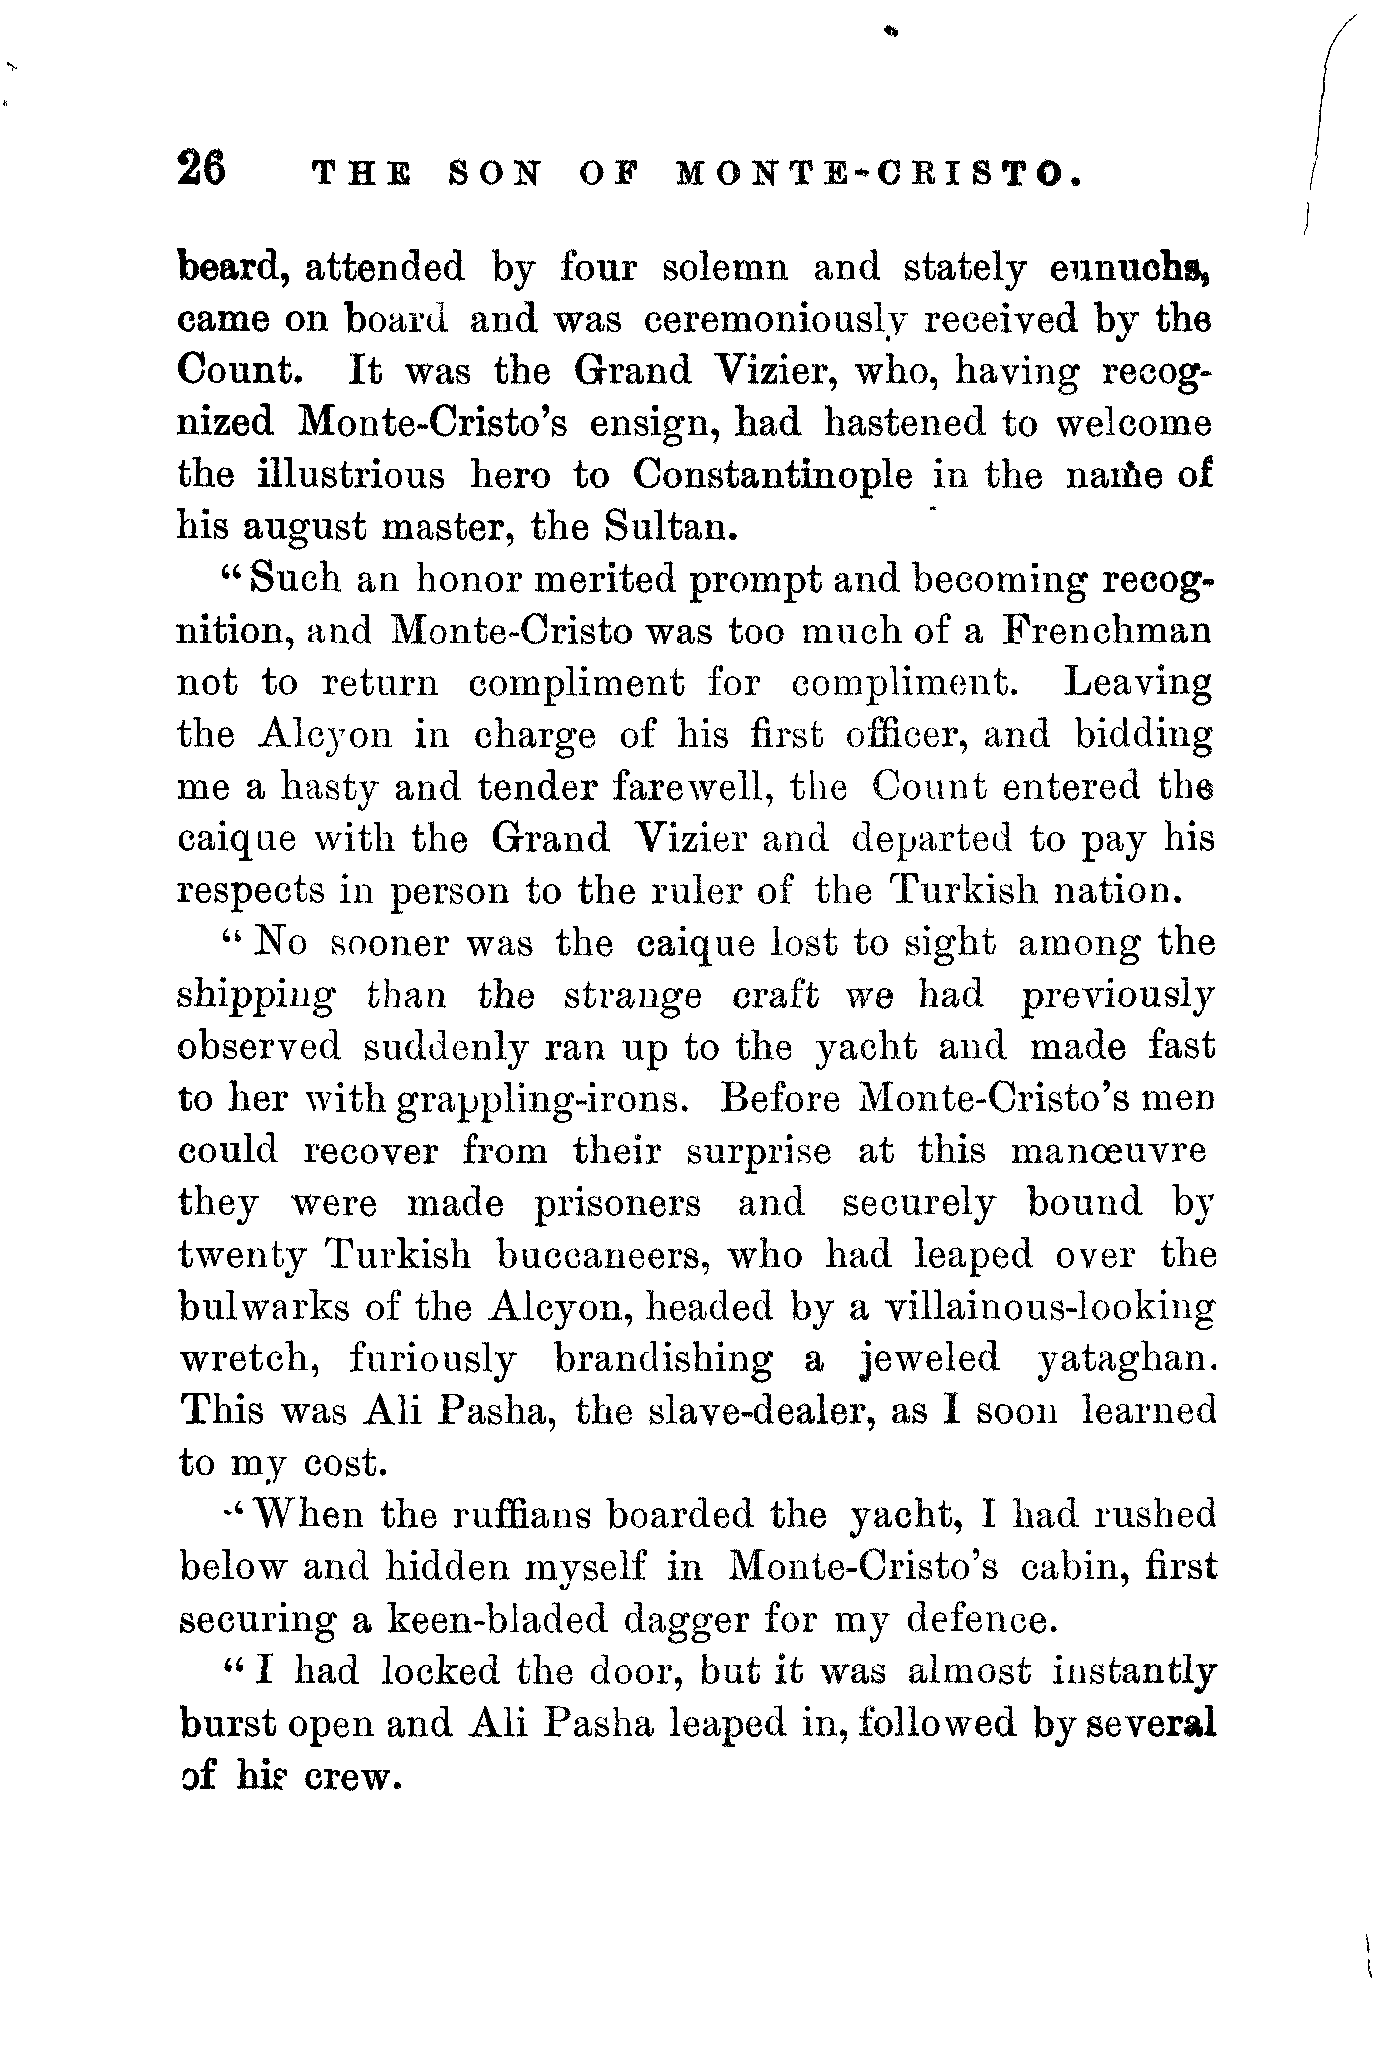 26 THE SON OF MONTE-CRISTO.
beard, attended by four solemn and stately eunuchs,
came on board and was ceremoniously received by the
Count. It was the Grand Vizier, who, having recog-
nized Monte-Cristo's ensign, had hastened to welcome
the illustrious hero to Constantinople in the name of
his august master, the Sultan.
"Such an honor merited prompt and becoming recog-
nition, and Monte-Cristo was too much of a Frenchman
not to return compliment for compliment. Leaving
the Alcyon in charge of his first officer, and bidding
me a hasty and tender farewell, the Count entered the
caique with the Grand Vizier and departed to pay his
respects in person to the ruler of the Turkish nation.
"No sooner was the caique lost to sight among the
shipping than the strange craft we had previously
observed suddenly ran up to the yacht and made fast
to her with grappling-irons. Before Monte-Cristo's men
could recover from their surprise at this manœuvre
they were made prisoners and securely bound by
twenty Turkish buccaneers, who had leaped over the
bulwarks of the Alcyon, headed by a villainous-looking
wretch, furiously brandishing a jeweled yataghan.
This was Ali Pasha, the slave-dealer, as I soon learned
to my cost.
"When the ruffians boarded the yacht, I had rushed
below and hidden myself in Monte-Cristo's cabin, first
securing a keen-bladed dagger for my defence.
"I had locked the door, but it was almost instantly
burst open and Ali Pasha leaped in, followed by several
of his crew.